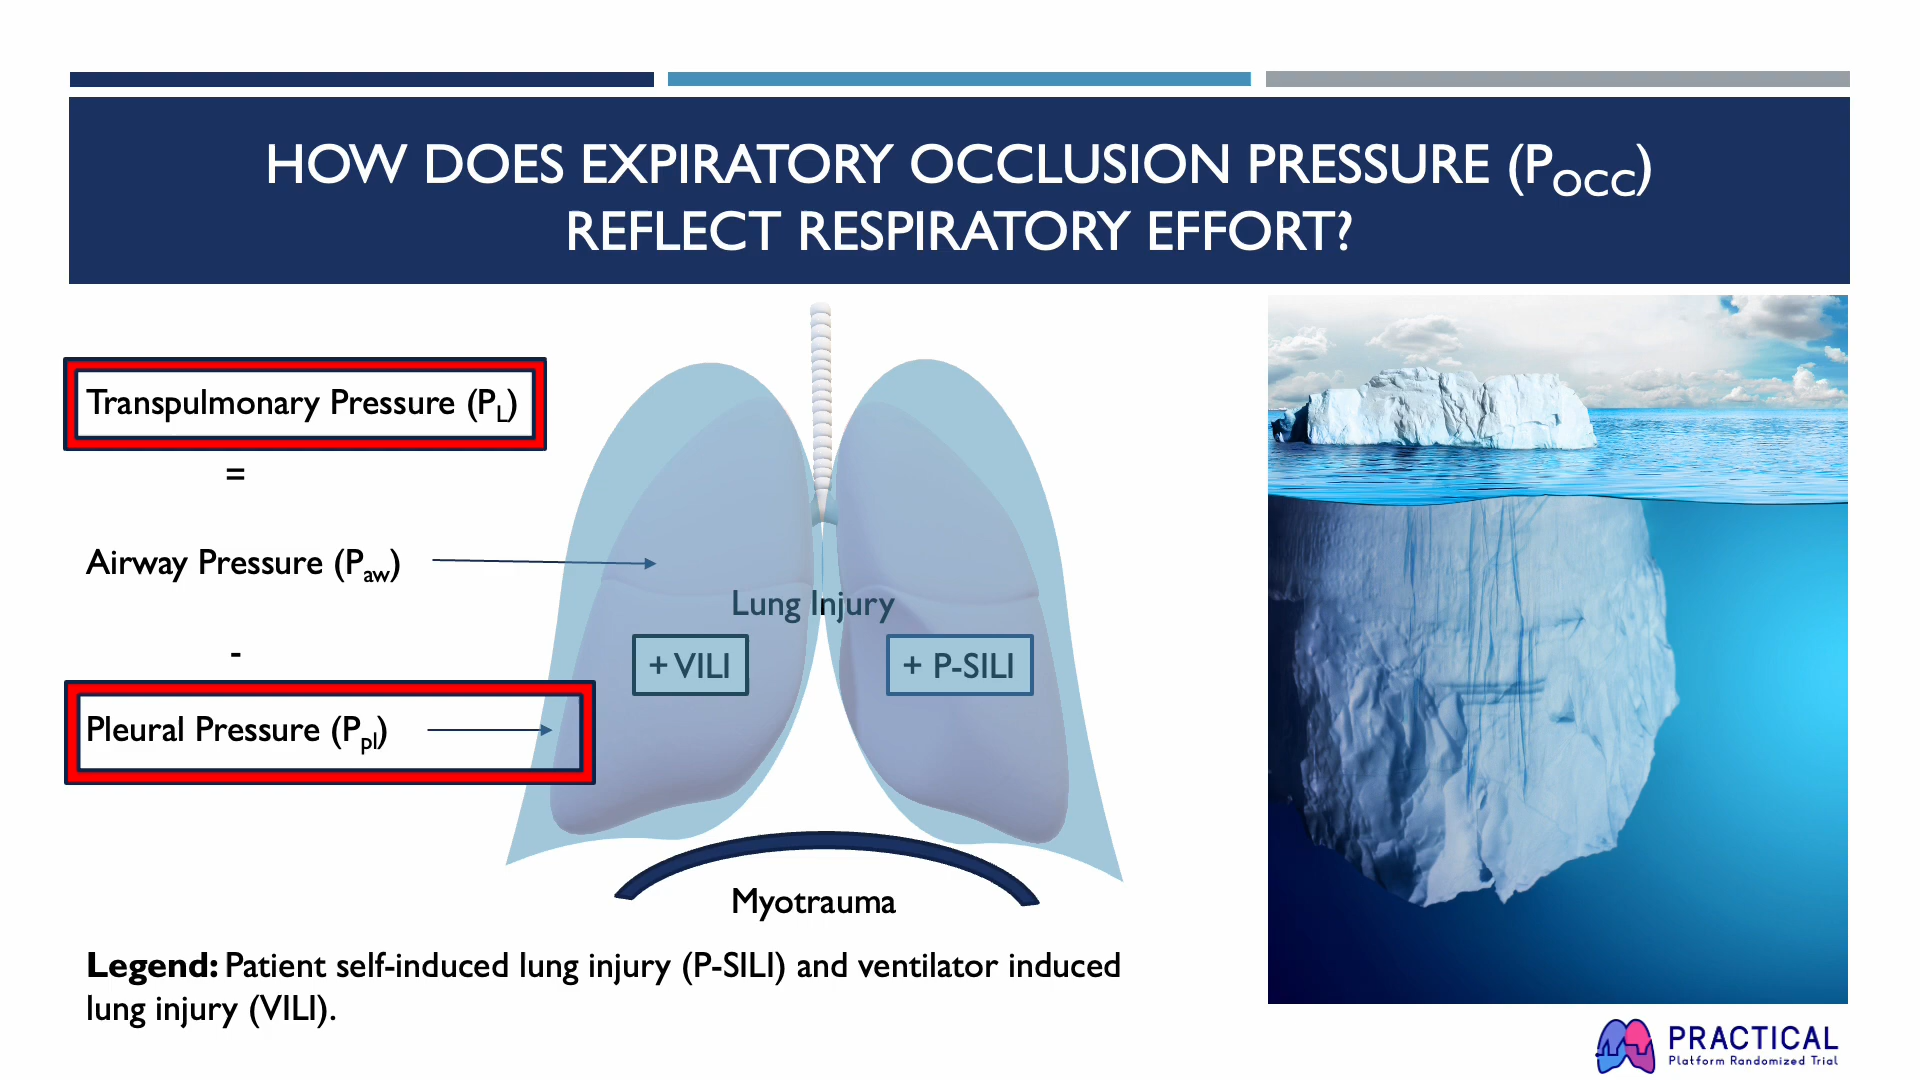 HOW DOES EXPIRATORY OCCLUSION PRESSURE (POCC)
REFLECT RESPIRATORY EFFORT?
Transpulmonary Pressure (PL)
=
Airway Pressure (Paw)
-
Pleural Pressure (Ppl)
Lung Injury
+ VILI
+ P-SILI
Myotrauma
Legend: Patient self-induced lung injury (P-SILI) and ventilator induced
lung injury (VILI).
PRACTICAL
Platform Randomized Trial